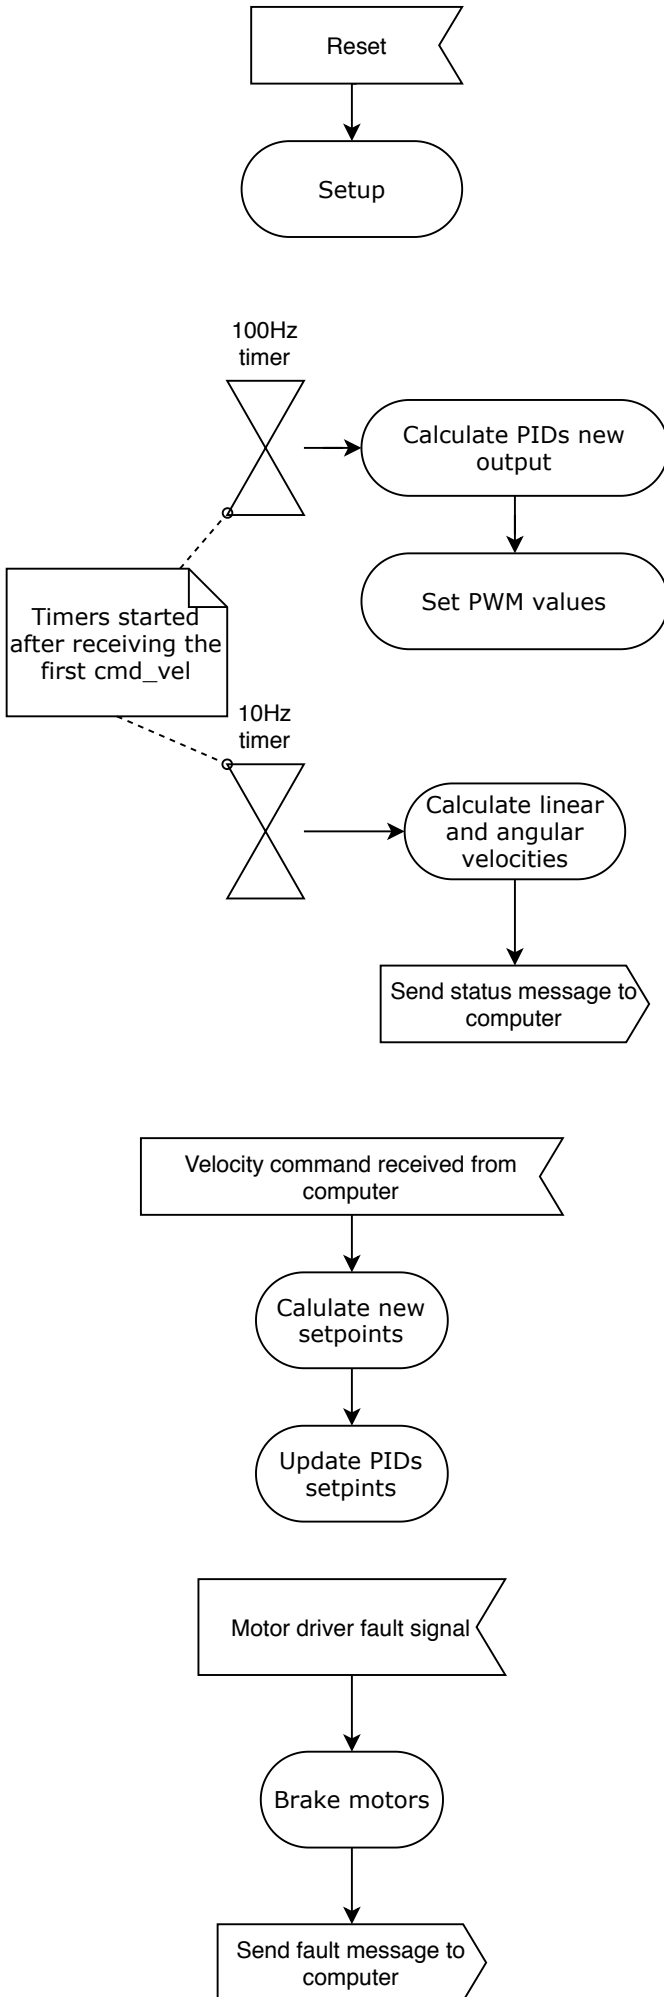 Reset
Setup
100Hz
timer
Calculate PIDs new
output
Set PWM values
Timers started
after receiving the
first cmd_vel
10Hz
timer
Calculate linear
and angular
velocities
Send status message to
computer
Velocity command received from
computer
Calulate new
setpoints
Update PIDs
setpints
Motor driver fault signal
Brake motors
Send fault message to
computer